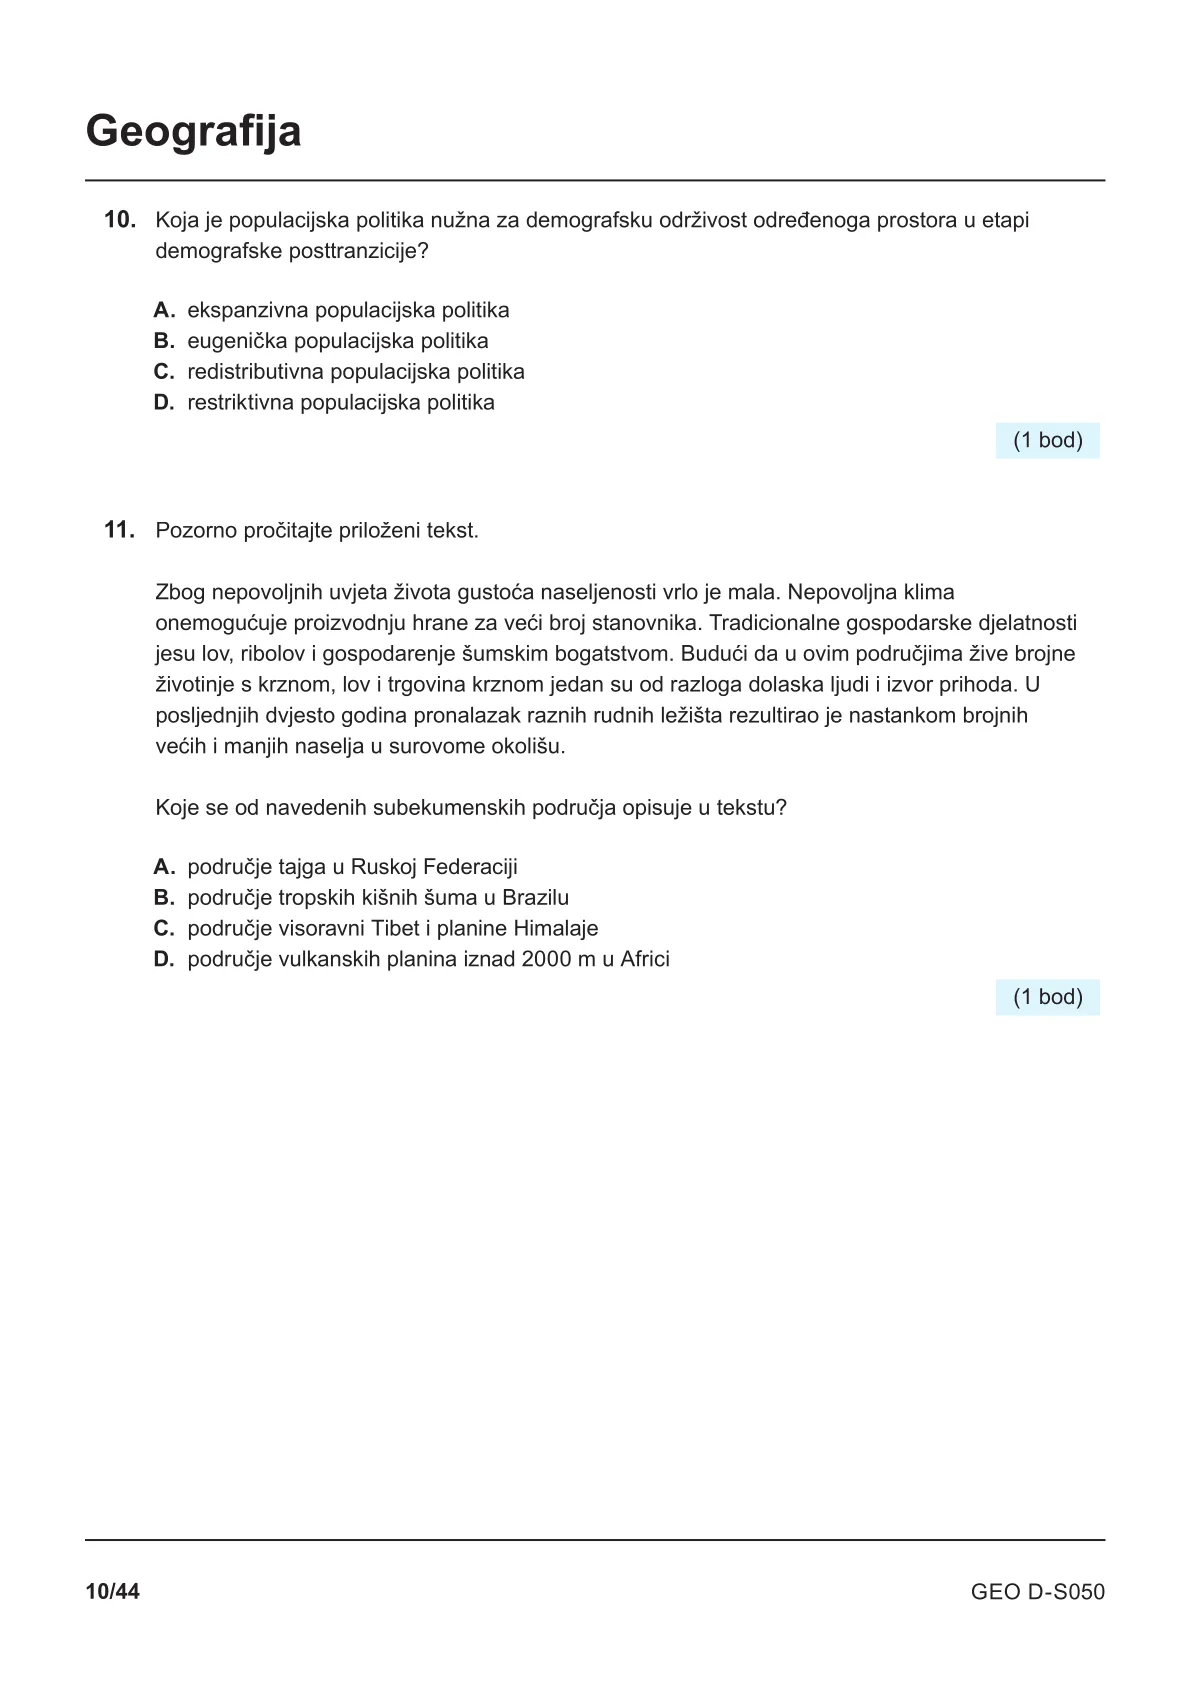 Geografija
10. Koja je populacijska politika nužna za demografsku održivost određenoga prostora u etapi
demografske posttranzicije?
A. ekspanzivna populacijska politika
B. eugenička populacijska politika
C. redistributivna populacijska politika
D. restriktivna populacijska politika
(1 bod)
11. Pozorno pročitajte priloženi tekst.
Zbog nepovoljnih uvjeta života gustoća naseljenosti vrlo je mala. Nepovoljna klima
onemogućuje proizvodnju hrane za veći broj stanovnika. Tradicionalne gospodarske djelatnosti
jesu lov, ribolov i gospodarenje šumskim bogatstvom. Budući da u ovim područjima žive brojne
životinje s krznom, lov i trgovina krznom jedan su od razloga dolaska ljudi i izvor prihoda. U
posljednjih dvjesto godina pronalazak raznih rudnih ležišta rezultirao je nastankom brojnih
većih i manjih naselja u surovome okolišu.
Koje se od navedenih subekumenskih područja opisuje u tekstu?
A. područje tajga u Ruskoj Federaciji
B. područje tropskih kišnih šuma u Brazilu
C. područje visoravni Tibet i planine Himalaje
D. područje vulkanskih planina iznad 2000 m u Africi
(1 bod)
10/44
GEO D-S050